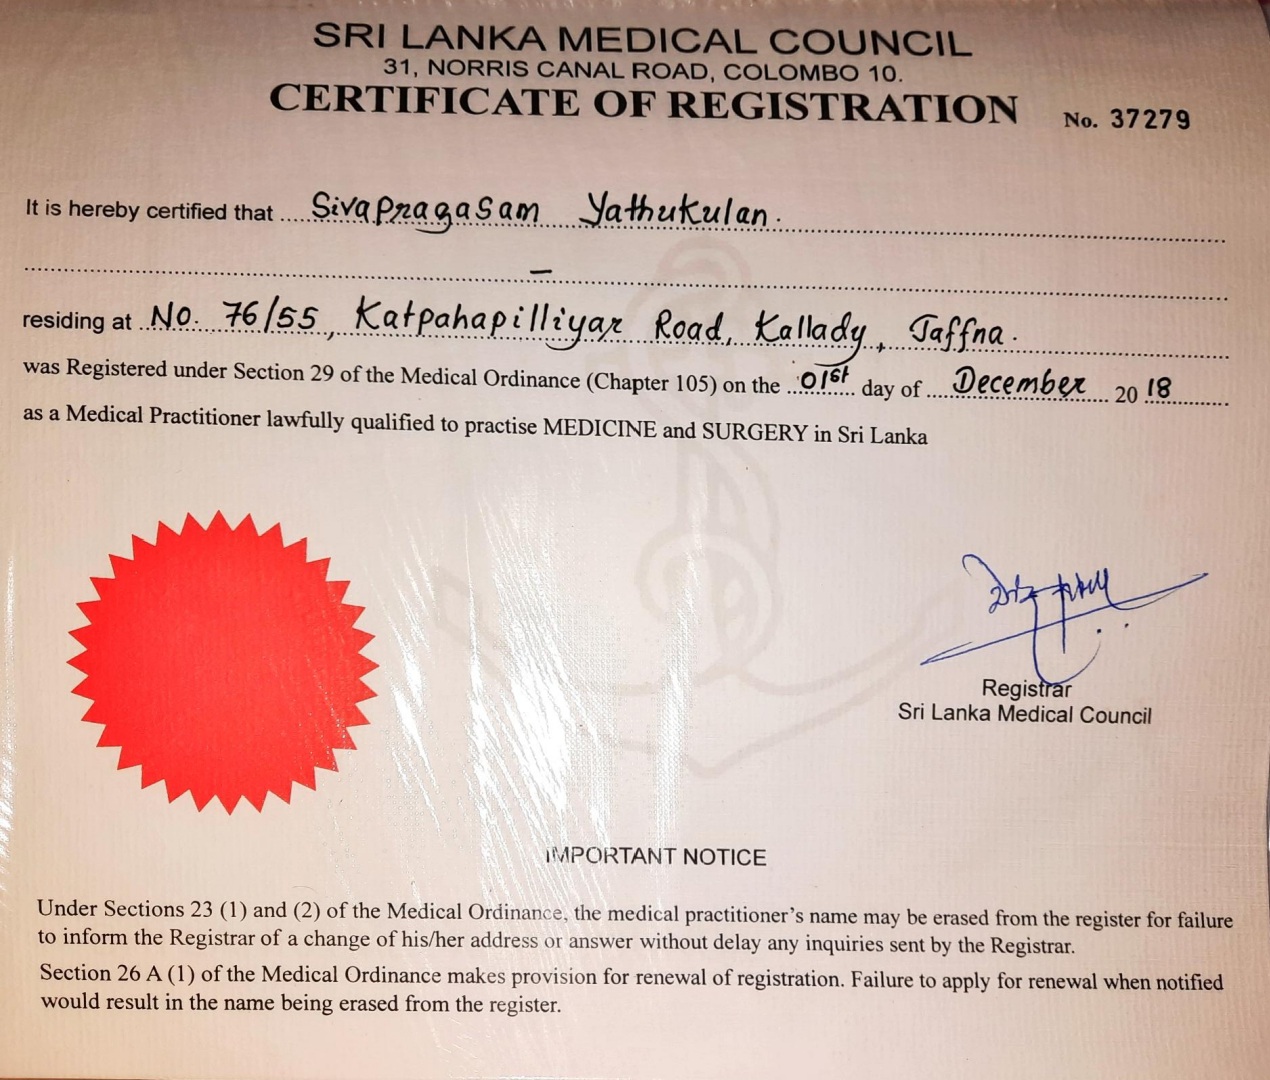 SRI LANKA MEDICAL COUNCIL
31, NORRIS CANAL ROAD, COLOMBO 10.
CERTIFICATE OF REGISTRATION No. 37279
It is hereby certified that Sivapragasam Yathukulan.
–
residing at No. 76/55, Katpahapilliyar Road, Kallady, Jaffna.
was Registered under Section 29 of the Medical Ordinance (Chapter 105) on the 01st day of December 2018
as a Medical Practitioner lawfully qualified to practise MEDICINE and SURGERY in Sri Lanka
Registrar
Sri Lanka Medical Council
IMPORTANT NOTICE
Under Sections 23 (1) and (2) of the Medical Ordinance, the medical practitioner's name may be erased from the register for failure
to inform the Registrar of a change of his/her address or answer without delay any inquiries sent by the Registrar.
Section 26 A (1) of the Medical Ordinance makes provision for renewal of registration. Failure to apply for renewal when notified
would result in the name being erased from the register.